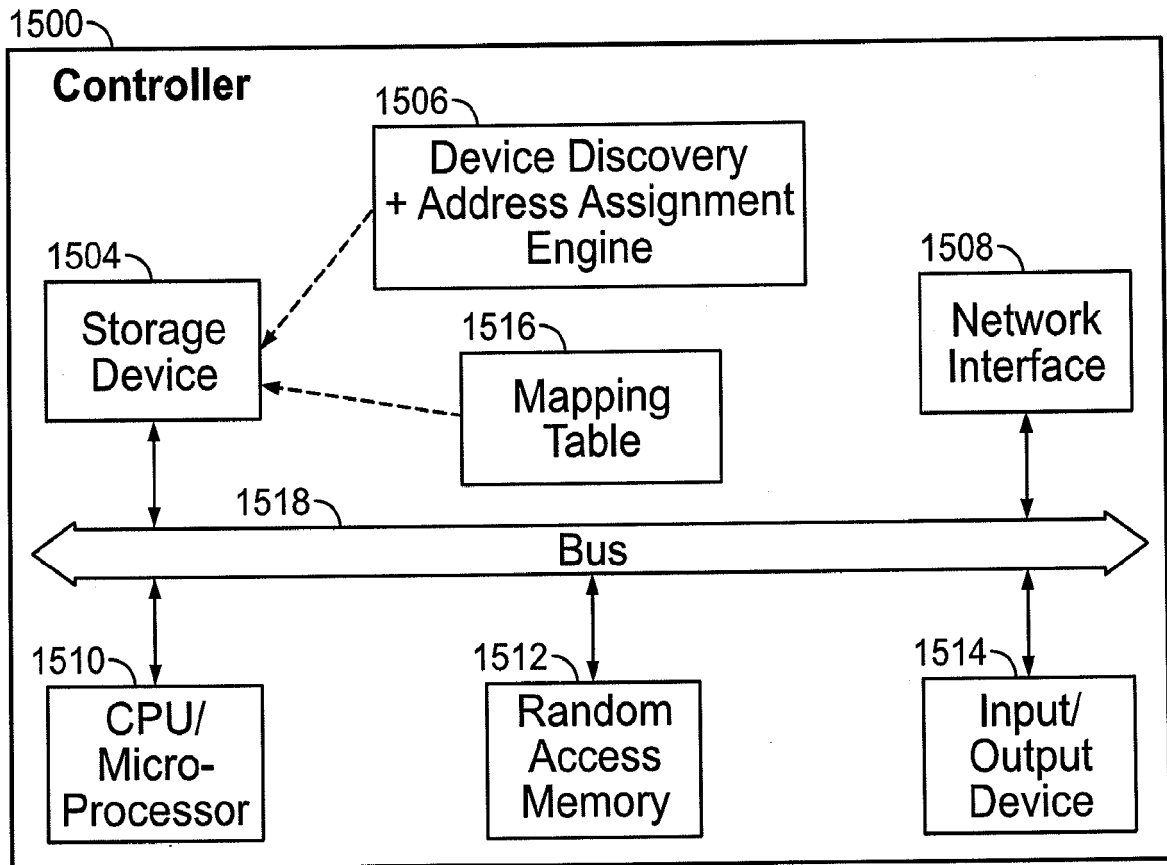 1500
Controller
1506
Device Discovery
+ Address Assignment
Engine
1504
Storage
Device
1516
Mapping
Table
1508
Network
Interface
1518
Bus
1510
CPU/
Micro-
Processor
1512
Random
Access
Memory
1514
Input/
Output
Device